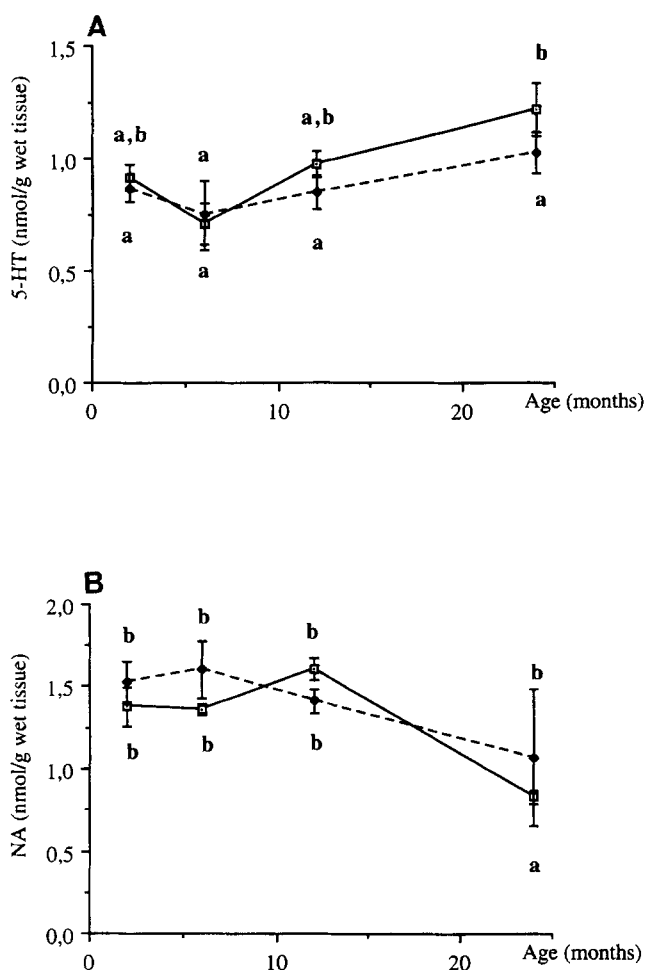 A
5-HT (nmol/g wet tissue)
1,5
1,0
0,5
0,0
b
a,b
a
a,b
a
a
a
a
0
10
20
Age (months)
B
NA (nmol/g wet tissue)
2,0
1,5
1,0
0,5
0,0
b
b
b
b
b
b
b
a
0
10
20
Age (months)